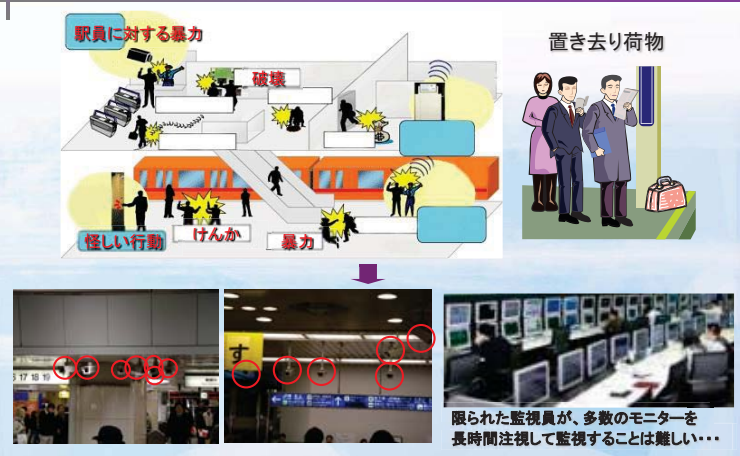 駅員に対する暴力
置き去り荷物
破壊
怪しい行動
けんか
暴力
16 17 18 19
す
限られた監視員が、多数のモニターを
長時間注視して監視することは難しい・・・